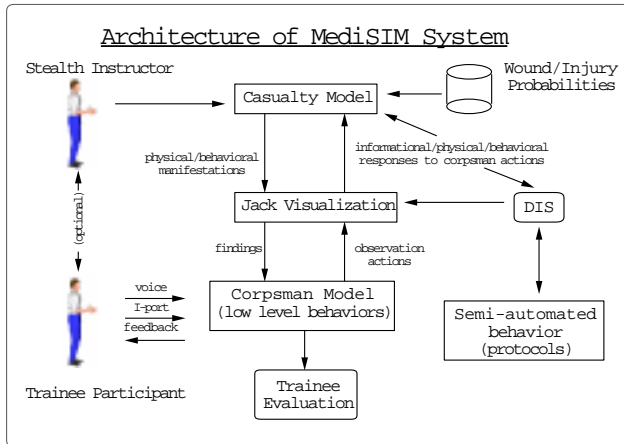 Architecture of MediSIM System
Stealth Instructor
Casualty Model
Wound/Injury
Probabilities
physical/behavioral
manifestations
informational/physical/behavioral
responses to corpsman actions
(optional)
Jack Visualization
DIS
findings
observation
actions
voice
I-port
feedback
Corpsman Model
(low level behaviors)
Semi-automated
behavior
(protocols)
Trainee Participant
Trainee
Evaluation